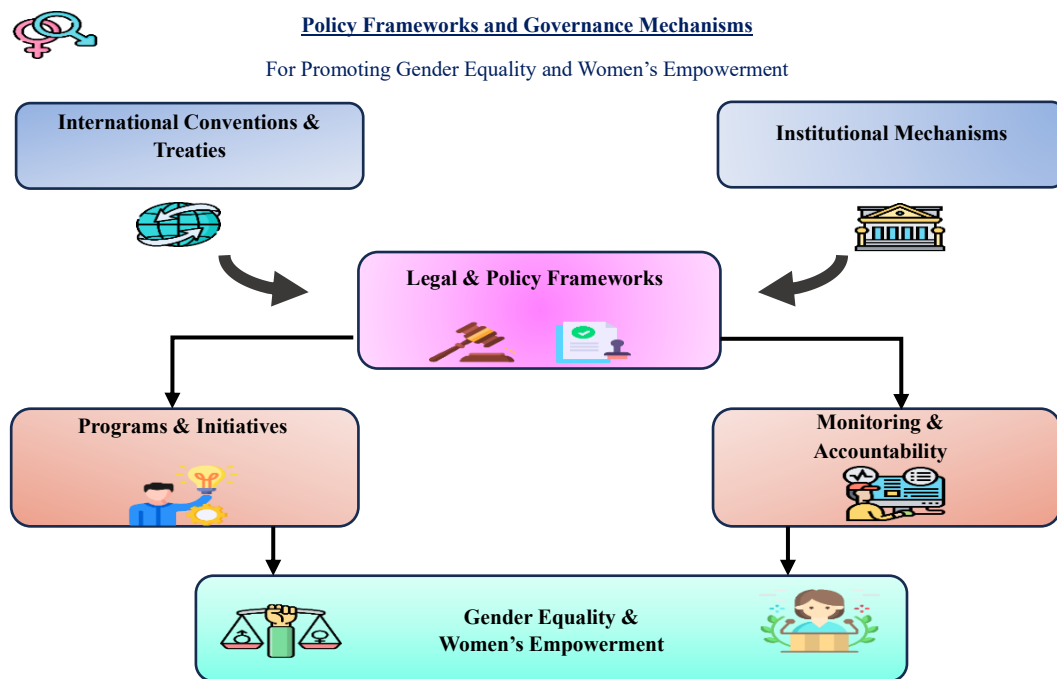 Policy Frameworks and Governance Mechanisms
For Promoting Gender Equality and Women’s Empowerment
International Conventions &
Treaties
Institutional Mechanisms
Legal & Policy Frameworks
Programs & Initiatives
Monitoring &
Accountability
Gender Equality &
Women’s Empowerment